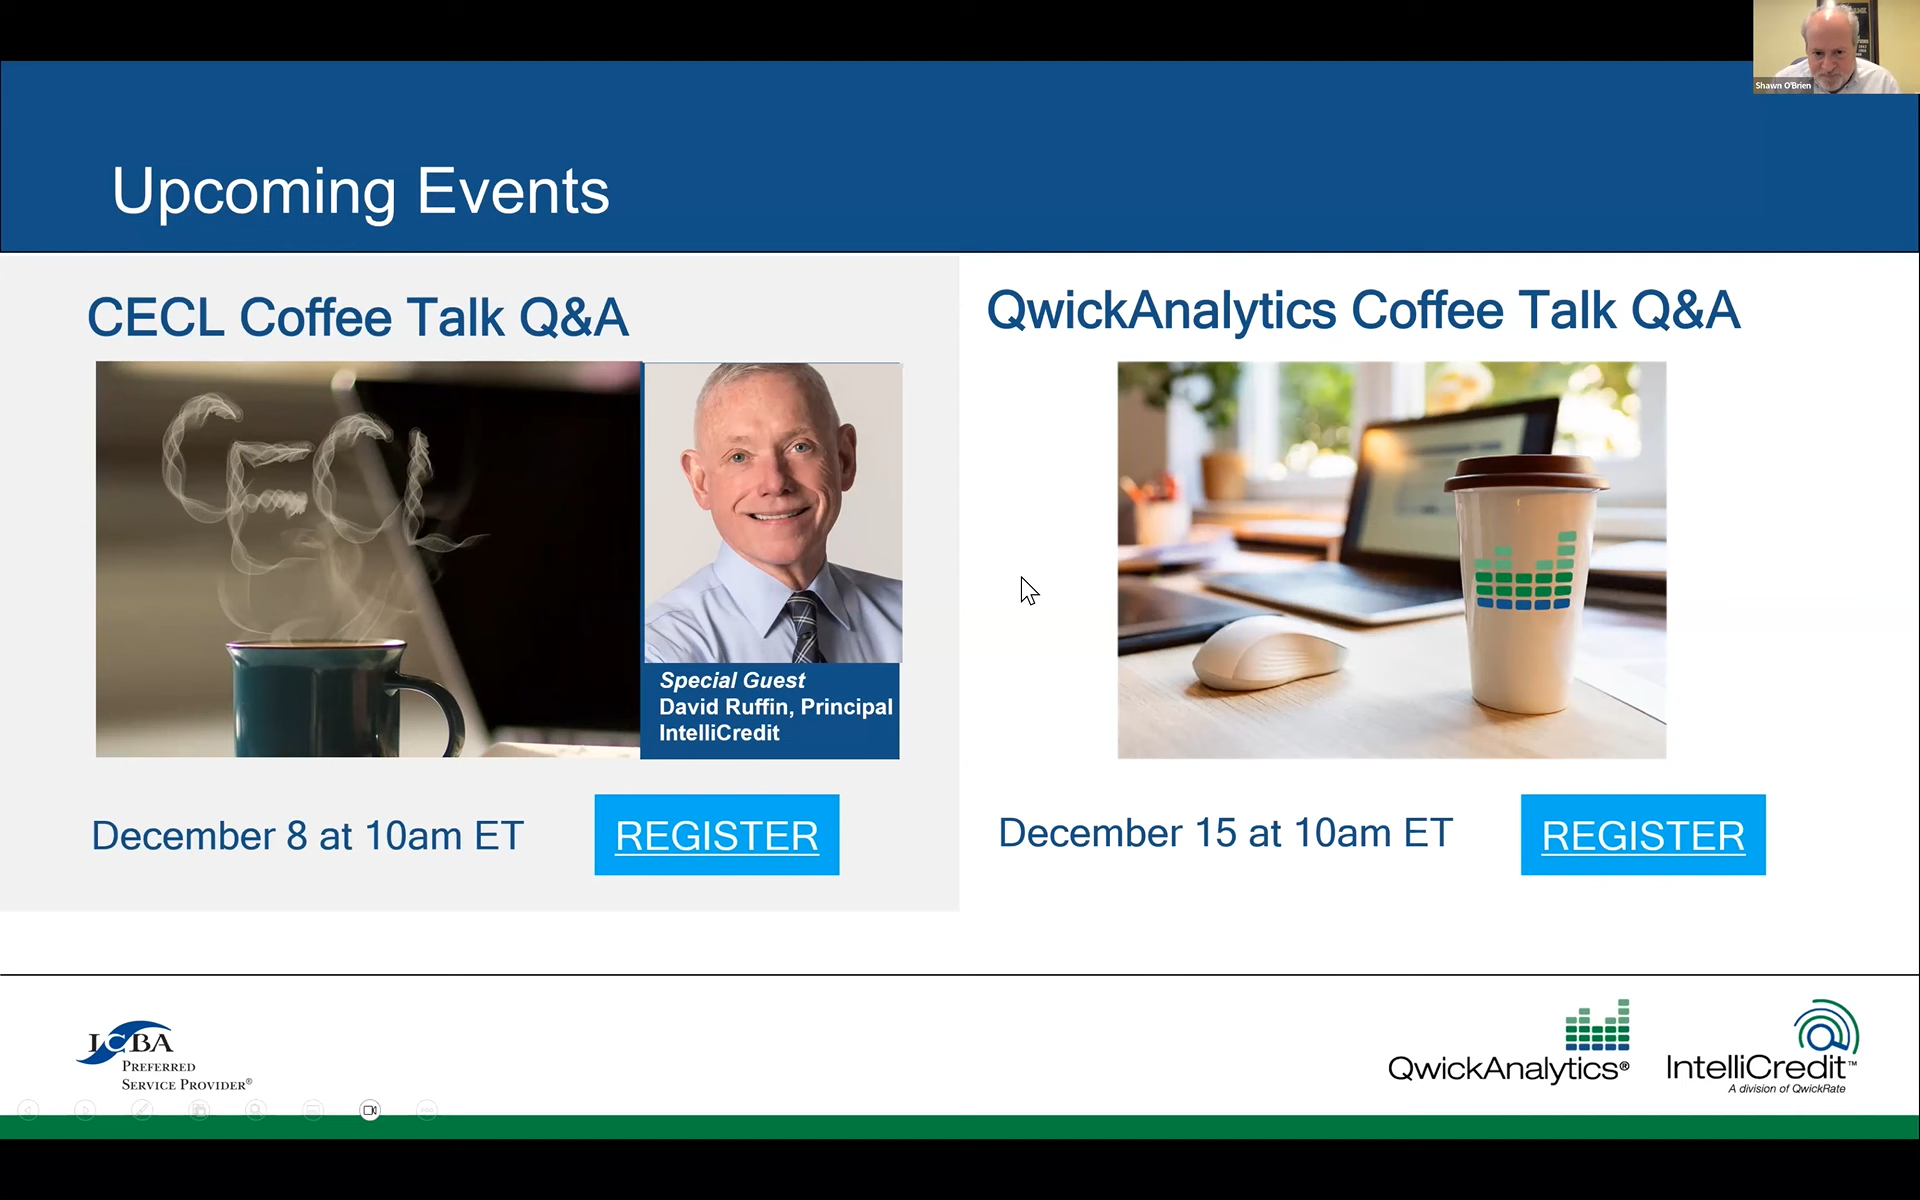 Shawn O'Brien
Upcoming Events
CECL Coffee Talk Q&A
CECL
Special Guest
David Ruffin, Principal
IntelliCredit
December 8 at 10am ET
REGISTER
QwickAnalytics Coffee Talk Q&A
December 15 at 10am ET
REGISTER
ICBA
PREFERRED
SERVICE PROVIDER®
QwickAnalytics®
IntelliCredit™
A division of QwickRate